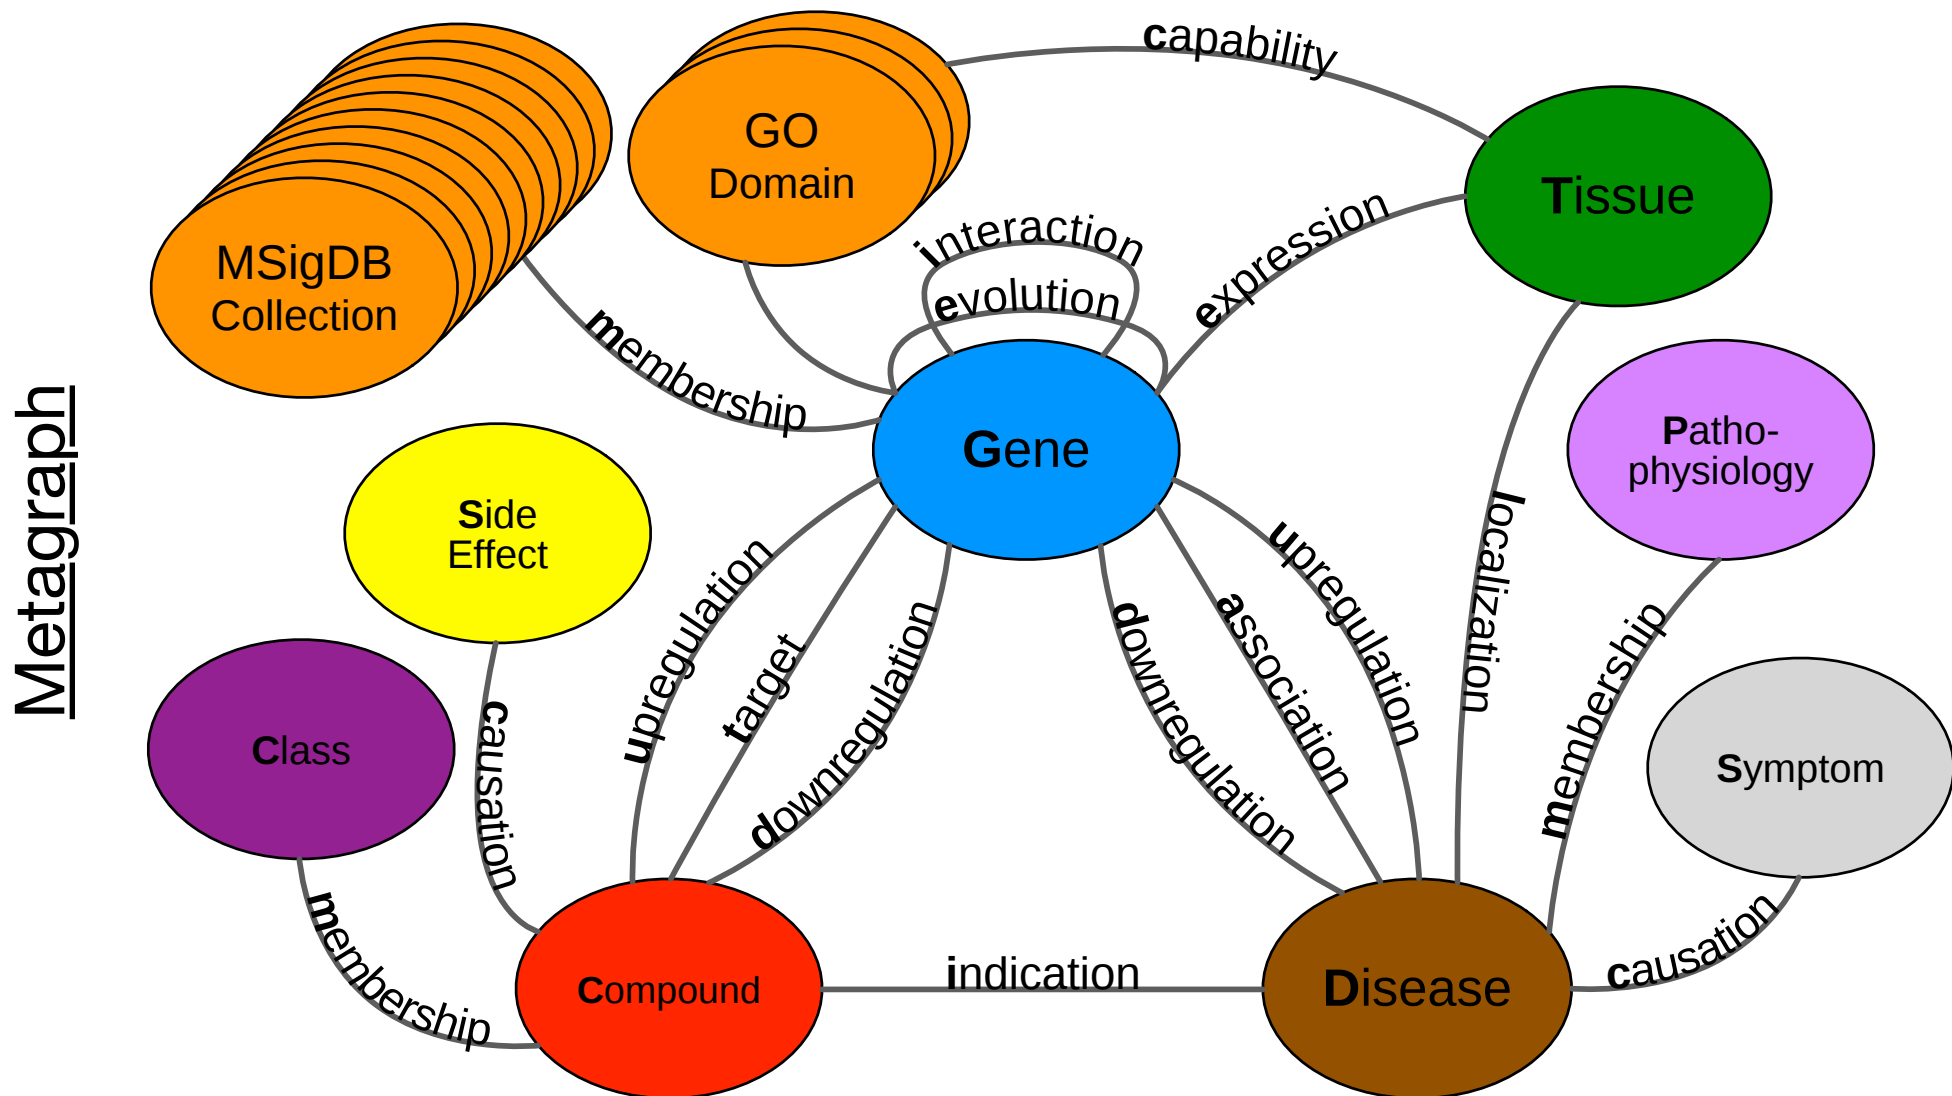 Metagraph
capability
GO
Domain
Tissue
MSigDB
Collection
interaction
evolution
expression
membership
Gene
Patho-
physiology
Side
Effect
upregulation
target
downregulation
downregulation
association
upregulation
localization
membership
Class
causation
Symptom
membership
Compound
indication
Disease
causation